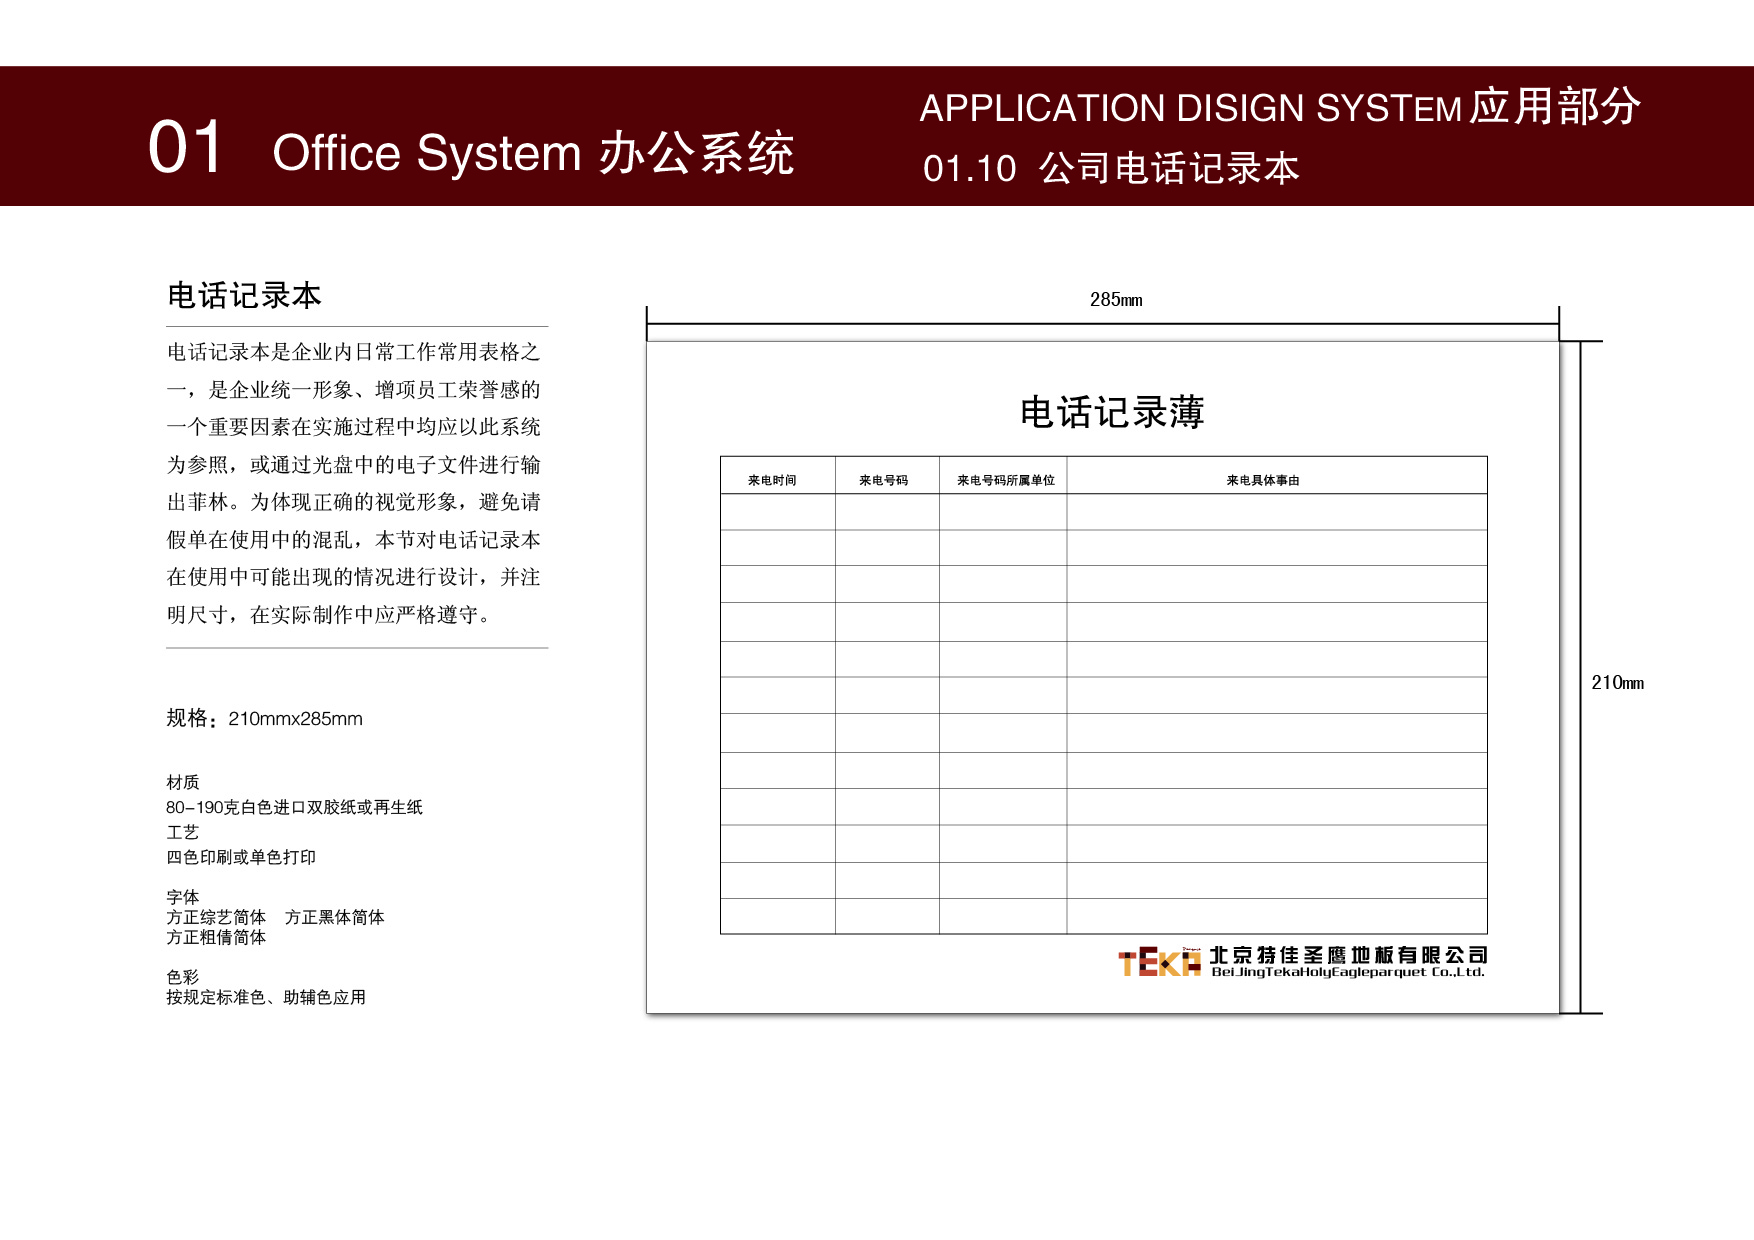 01 Office System 办公系统
APPLICATION DISIGN SYSTEM应用部分
01.10 公司电话记录本
电话记录本
电话记录本是企业内日常工作常用表格之
一，是企业统一形象、增项员工荣誉感的
一个重要因素在实施过程中均应以此系统
为参照，或通过光盘中的电子文件进行输
出菲林。为体现正确的视觉形象，避免请
假单在使用中的混乱，本节对电话记录本
在使用中可能出现的情况进行设计，并注
明尺寸，在实际制作中应严格遵守。
规格：210mmx285mm
材质
80–190克白色进口双胶纸或再生纸
工艺
四色印刷或单色打印
字体
方正综艺简体 方正黑体简体
方正粗倩简体
色彩
按规定标准色、助辅色应用
285mm
电话记录薄
来电时间 来电号码 来电号码所属单位 来电具体事由
210mm
TEKA 北京特佳圣鹰地板有限公司
BeiJingTekaHolyEagleparquet Co.,Ltd.